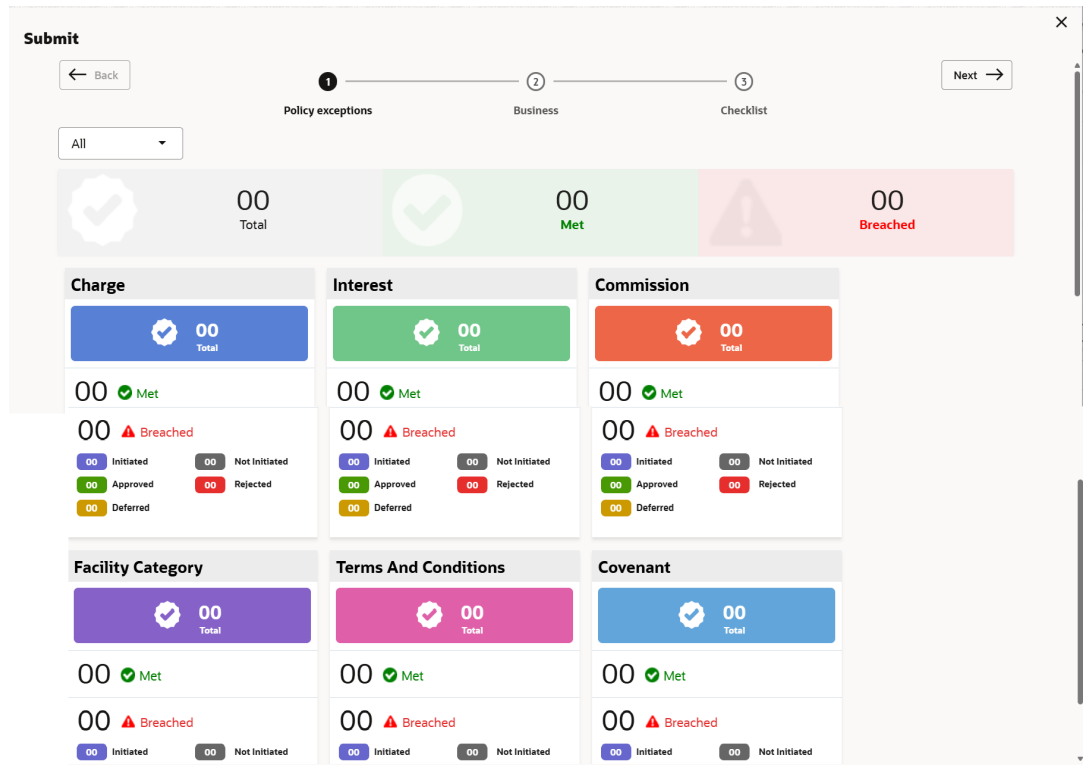 Submit
Back
Next
1
2
3
Policy exceptions
Business
Checklist
All
00
Total
00
Met
00
Breached
Charge
Interest
Commission
00
Total
00
Total
00
Total
00 Met
00 Met
00 Met
00 Breached
00 Breached
00 Breached
00 Initiated 00 Not Initiated
00 Initiated 00 Not Initiated
00 Initiated 00 Not Initiated
00 Approved 00 Rejected
00 Approved 00 Rejected
00 Approved 00 Rejected
00 Deferred
00 Deferred
00 Deferred
Facility Category
Terms And Conditions
Covenant
00
Total
00
Total
00
Total
00 Met
00 Met
00 Met
00 Breached
00 Breached
00 Breached
00 Initiated 00 Not Initiated
00 Initiated 00 Not Initiated
00 Initiated 00 Not Initiated